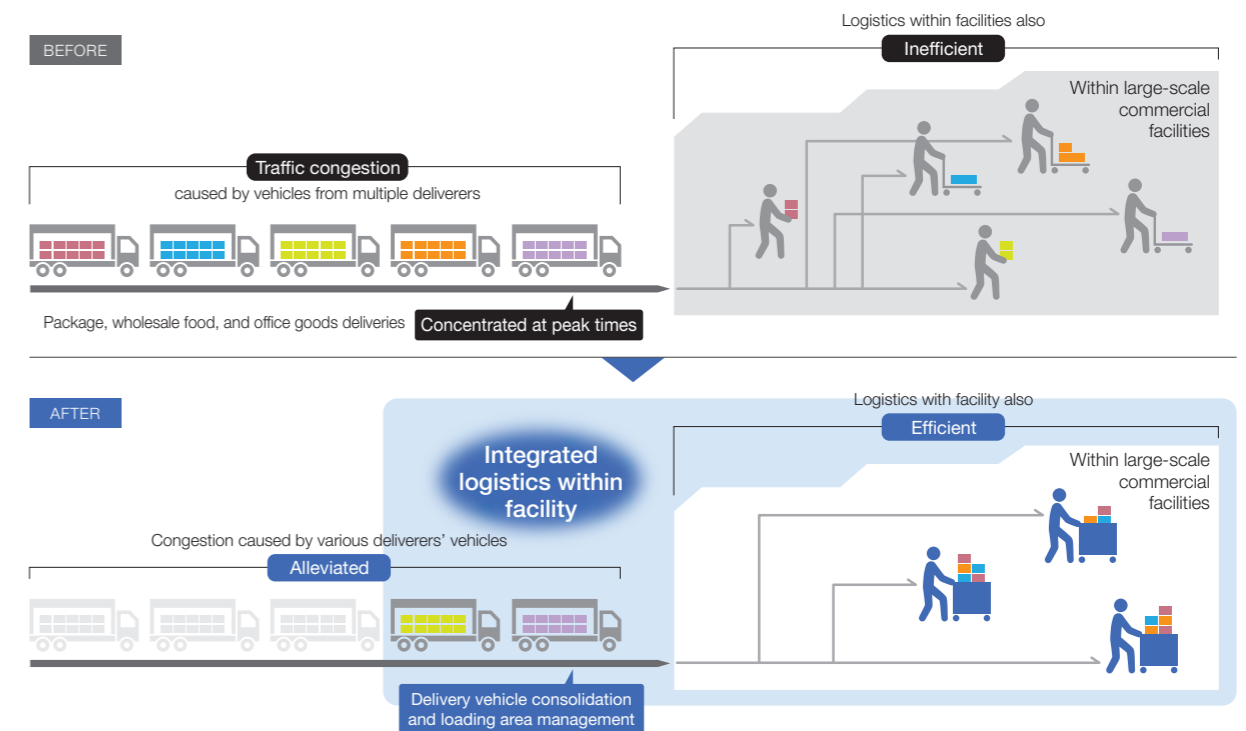 BEFORE
Logistics within facilities also
Inefficient
Within large-scale
commercial
facilities
Traffic congestion
caused by vehicles from multiple deliverers
Package, wholesale food, and office goods deliveries
Concentrated at peak times
AFTER
Logistics with facility also
Efficient
Integrated
logistics within
facility
Within large-scale
commercial
facilities
Congestion caused by various deliverers’ vehicles
Alleviated
Delivery vehicle consolidation
and loading area management